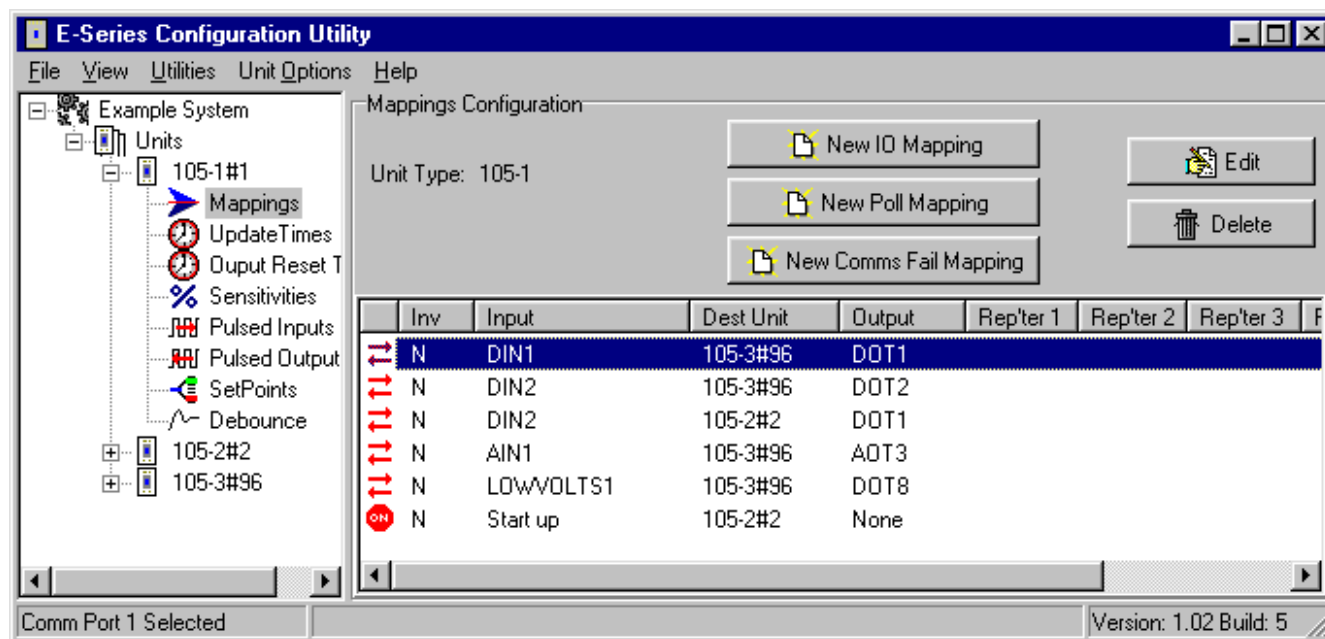 E-Series Configuration Utility
File View Utilities Unit Options Help
Example System
Units
105-1#1
Mappings
UpdateTimes
Ouput Reset T
Sensitivities
Pulsed Inputs
Pulsed Output
SetPoints
Debounce
105-2#2
105-3#96
Mappings Configuration
Unit Type: 105-1
New IO Mapping
New Poll Mapping
New Comms Fail Mapping
Edit
Delete
Inv Input Dest Unit Output Rep'ter 1 Rep'ter 2 Rep'ter 3
N DIN1 105-3#96 DOT1
N DIN2 105-3#96 DOT2
N DIN2 105-2#2 DOT1
N AIN1 105-3#96 AOT3
N LOWVOLTS1 105-3#96 DOT8
ON N Start up 105-2#2 None
Comm Port 1 Selected
Version: 1.02 Build: 5